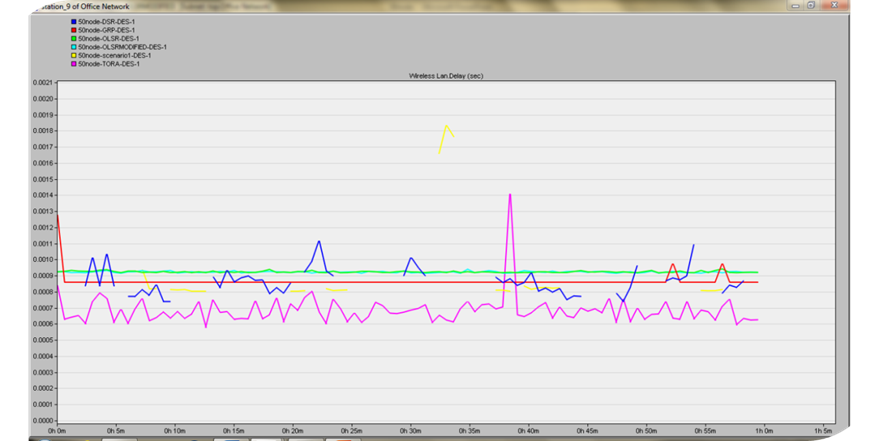 station_9 of Office Network
50node-DSR-DES-1
50node-GRP-DES-1
50node-OLSR-DES-1
50node-OLSRMODIFIED-DES-1
50node-scenario1-DES-1
50node-TORA-DES-1
Wireless Lan.Delay (sec)
0.0021
0.0020
0.0019
0.0018
0.0017
0.0016
0.0015
0.0014
0.0013
0.0012
0.0011
0.0010
0.0009
0.0008
0.0007
0.0006
0.0005
0.0004
0.0003
0.0002
0.0001
0.0000
0h 0m 0h 5m 0h 10m 0h 15m 0h 20m 0h 25m 0h 30m 0h 35m 0h 40m 0h 45m 0h 50m 0h 55m 1h 0m 1h 5m